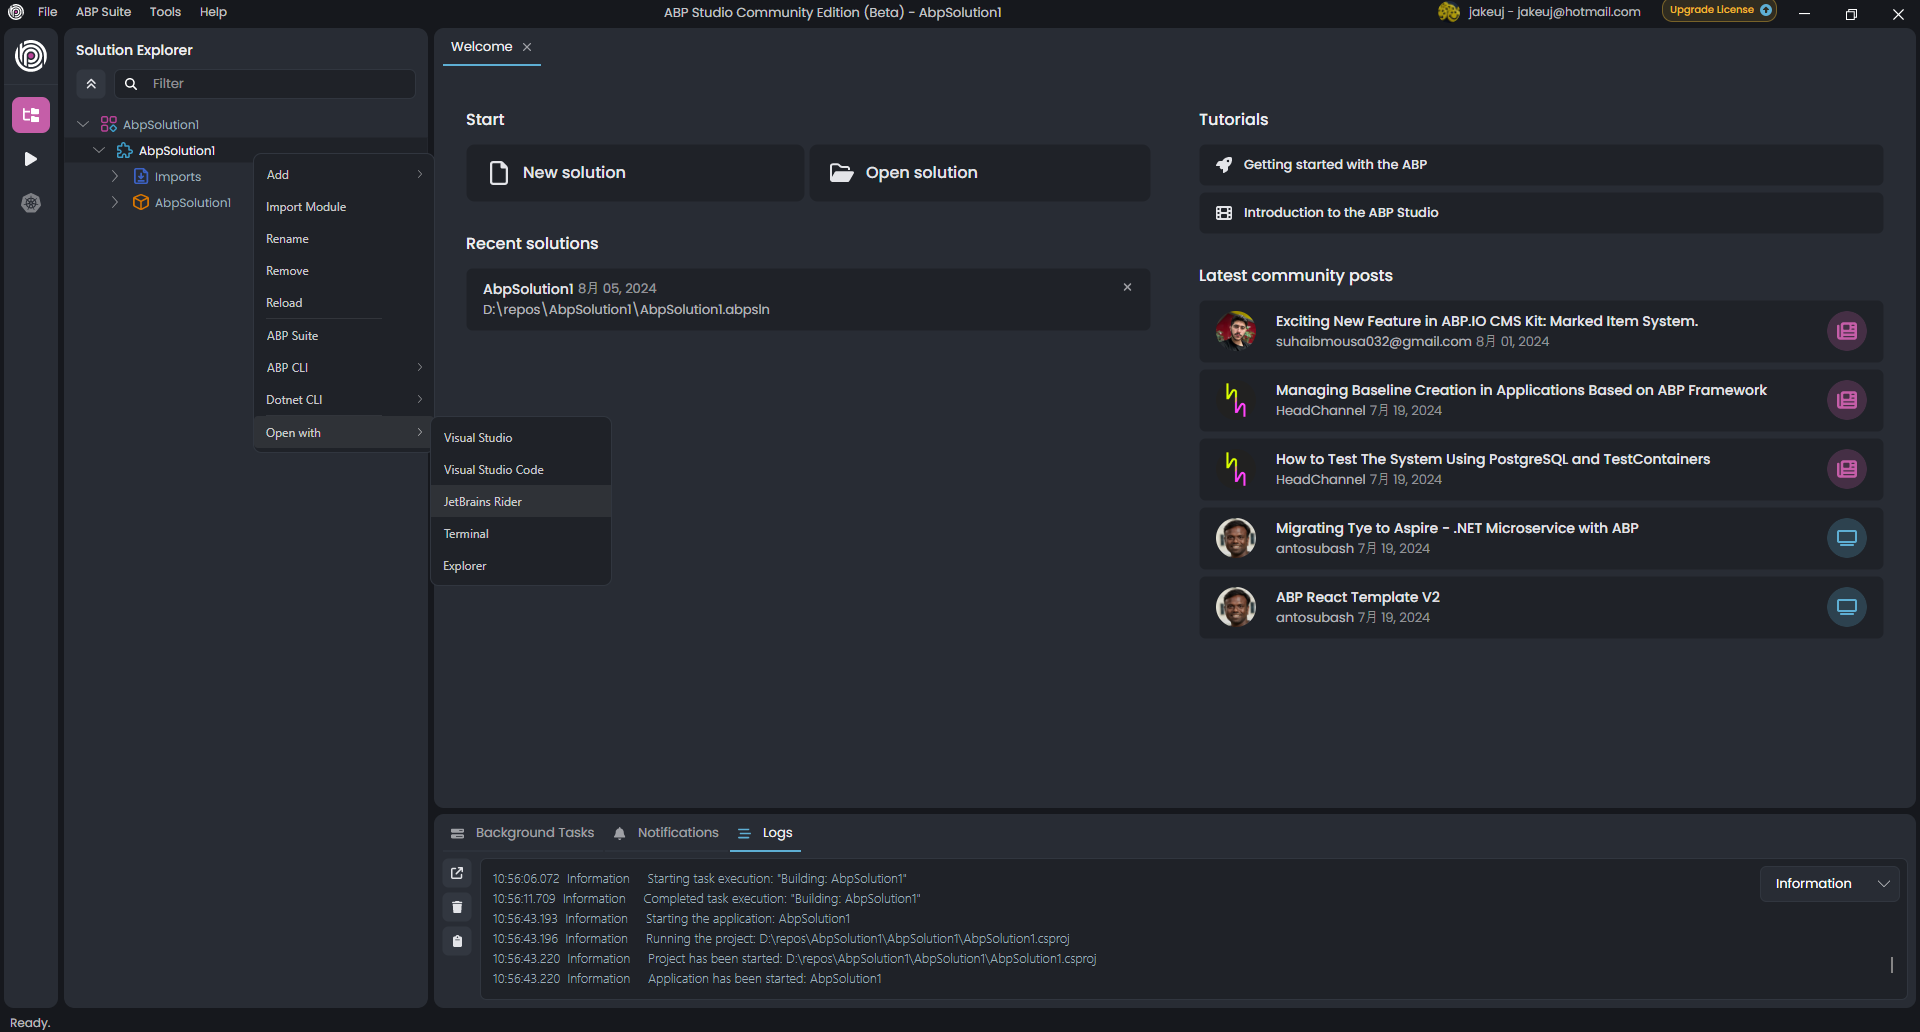 File ABP Suite Tools Help
ABP Studio Community Edition (Beta) - AbpSolution1
jakeuj - jakeuj@hotmail.com
Upgrade License
Solution Explorer
Filter
AbpSolution1
AbpSolution1
Imports
AbpSolution1
Add
Import Module
Rename
Remove
Reload
ABP Suite
ABP CLI
Dotnet CLI
Open with
Visual Studio
Visual Studio Code
JetBrains Rider
Terminal
Explorer
Welcome
Start
New solution
Open solution
Recent solutions
AbpSolution1 8月 05, 2024
D:\repos\AbpSolution1\AbpSolution1.abpsln
Tutorials
Getting started with the ABP
Introduction to the ABP Studio
Latest community posts
Exciting New Feature in ABP.IO CMS Kit: Marked Item System.
suhaibmousa032@gmail.com 8月 01, 2024
Managing Baseline Creation in Applications Based on ABP Framework
HeadChannel 7月 19, 2024
How to Test The System Using PostgreSQL and TestContainers
HeadChannel 7月 19, 2024
Migrating Tye to Aspire - .NET Microservice with ABP
antosubash 7月 19, 2024
ABP React Template V2
antosubash 7月 19, 2024
Background Tasks Notifications Logs
Information
10:56:06.072 Information Starting task execution: "Building: AbpSolution1"
10:56:11.709 Information Completed task execution: "Building: AbpSolution1"
10:56:43.193 Information Starting the application: AbpSolution1
10:56:43.196 Information Running the project: D:\repos\AbpSolution1\AbpSolution1\AbpSolution1.csproj
10:56:43.220 Information Project has been started: D:\repos\AbpSolution1\AbpSolution1\AbpSolution1.csproj
10:56:43.220 Information Application has been started: AbpSolution1
Ready.